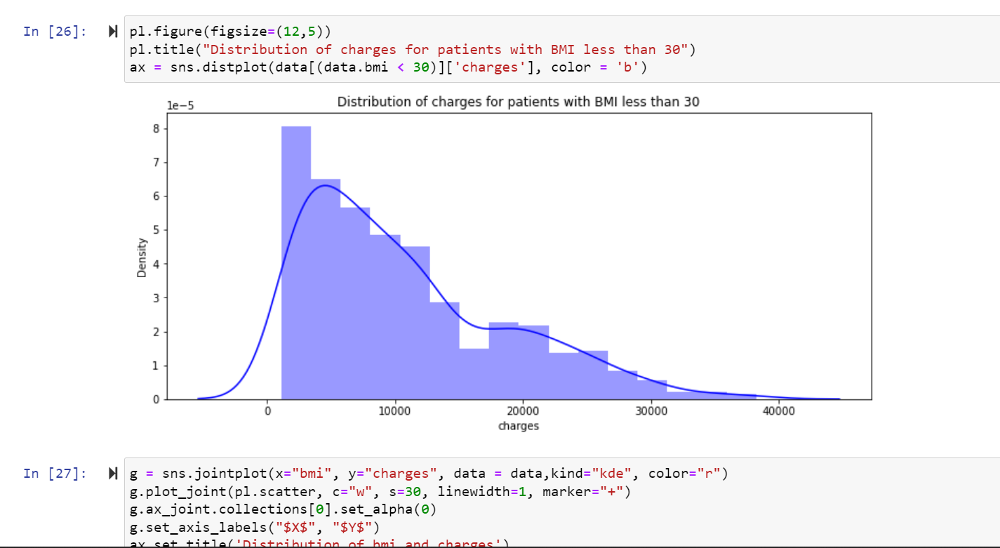 In [26]:
pl.figure(figsize=(12,5))
pl.title("Distribution of charges for patients with BMI less than 30")
ax = sns.distplot(data[(data.bmi < 30)]['charges'], color = 'b')
Distribution of charges for patients with BMI less than 30
1e−5
8
7
6
5
4
3
2
1
0
Density
0 10000 20000 30000 40000
charges
In [27]:
g = sns.jointplot(x="bmi", y="charges", data = data,kind="kde", color="r")
g.plot_joint(pl.scatter, c="w", s=30, linewidth=1, marker="+")
g.ax_joint.collections[0].set_alpha(0)
g.set_axis_labels("$X$", "$Y$")
ax.set_title('Distribution of bmi and charges')